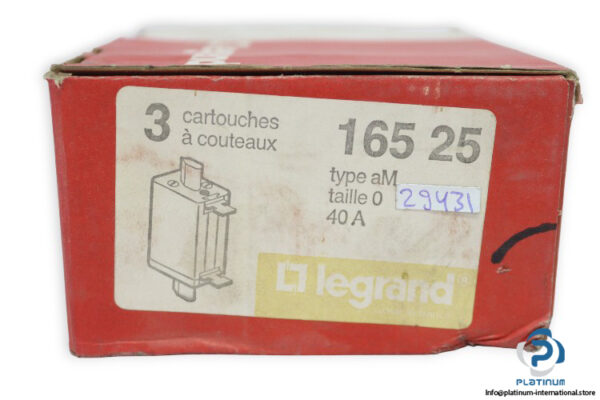 3 cartouches
à couteaux
165 25
type aM
taille 0
40 A
29431
legrand®
PLATINUM
Info@platinum-international.store